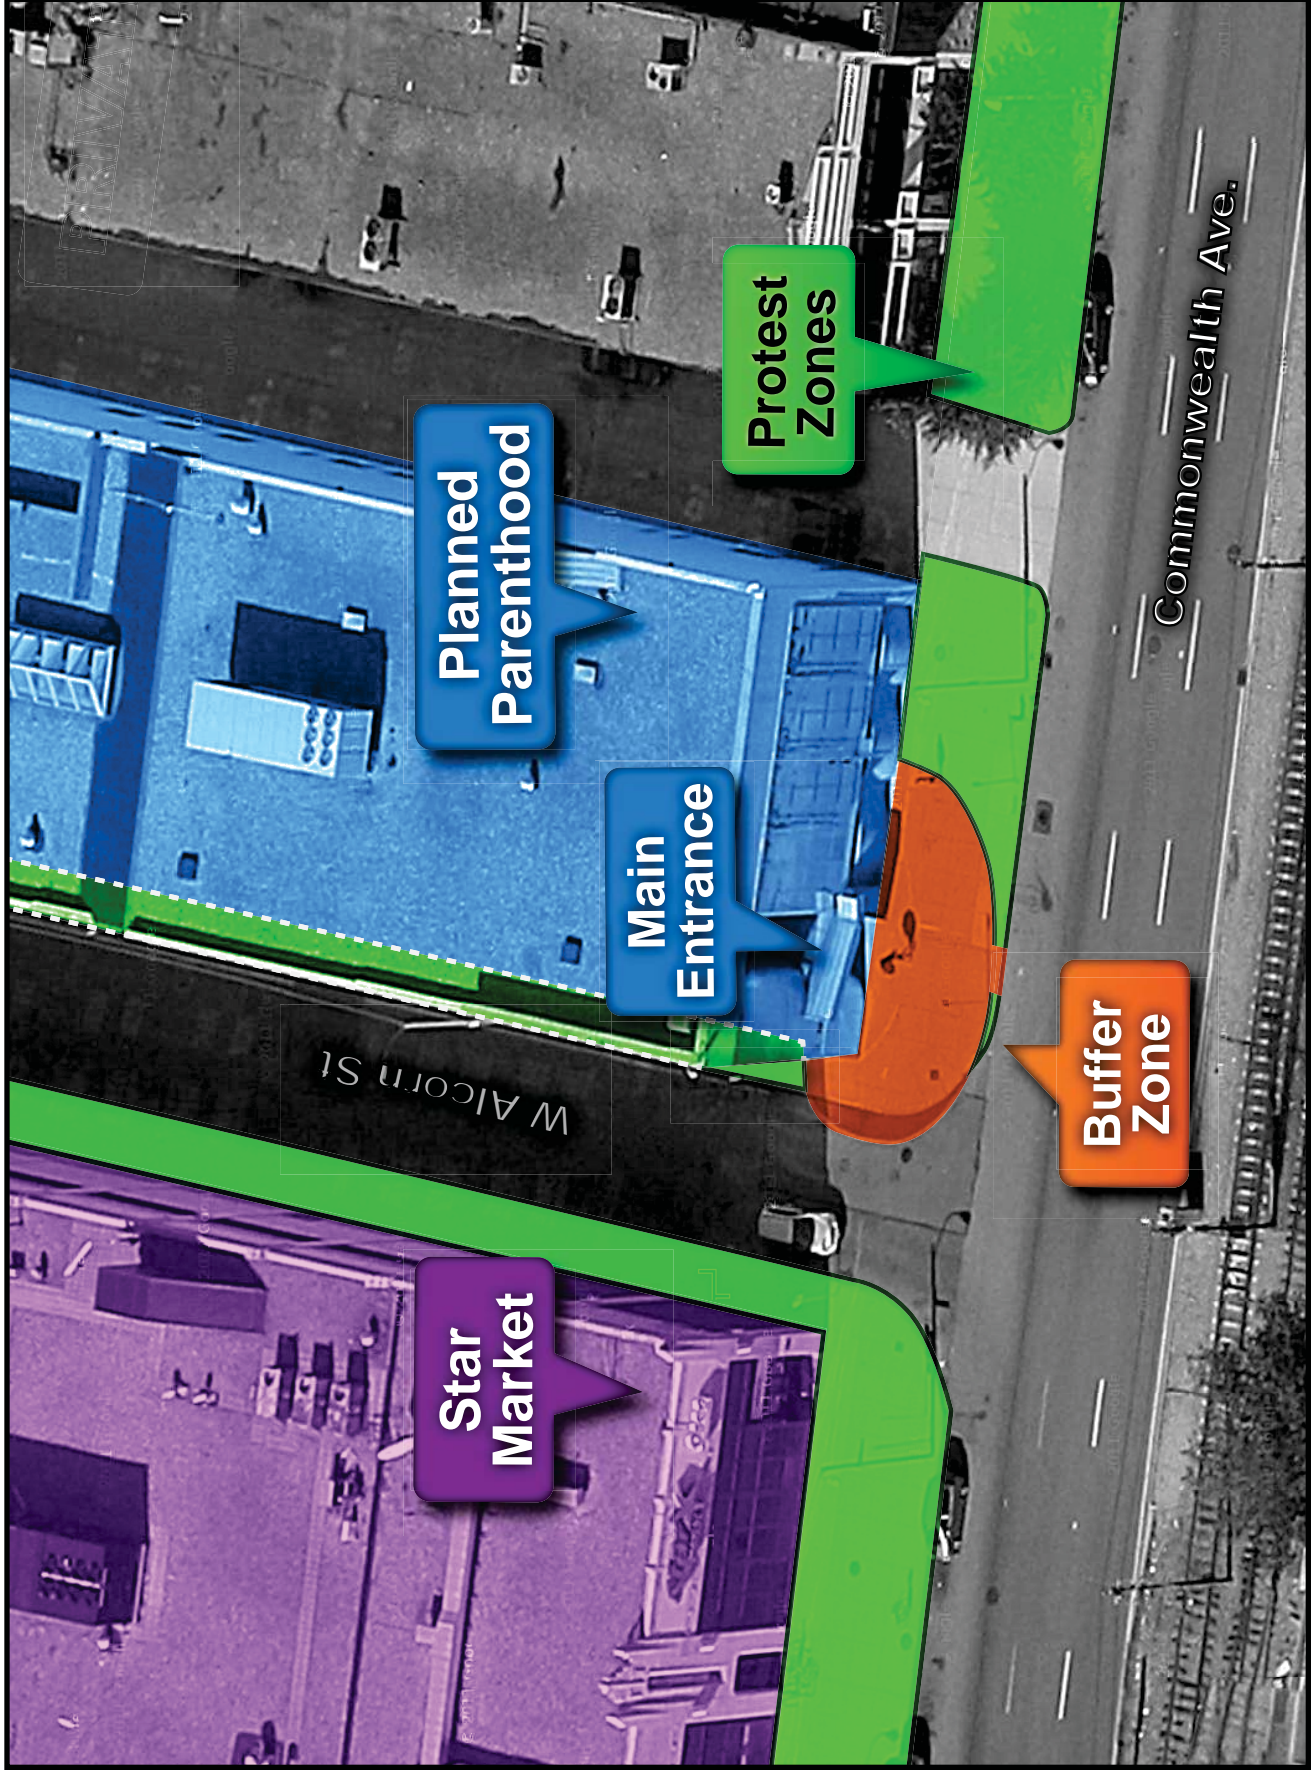 Star
Market
W Alcorn St
Main
Entrance
Planned
Parenthood
Protest
Zones
Buffer
Zone
Commonwealth Ave.